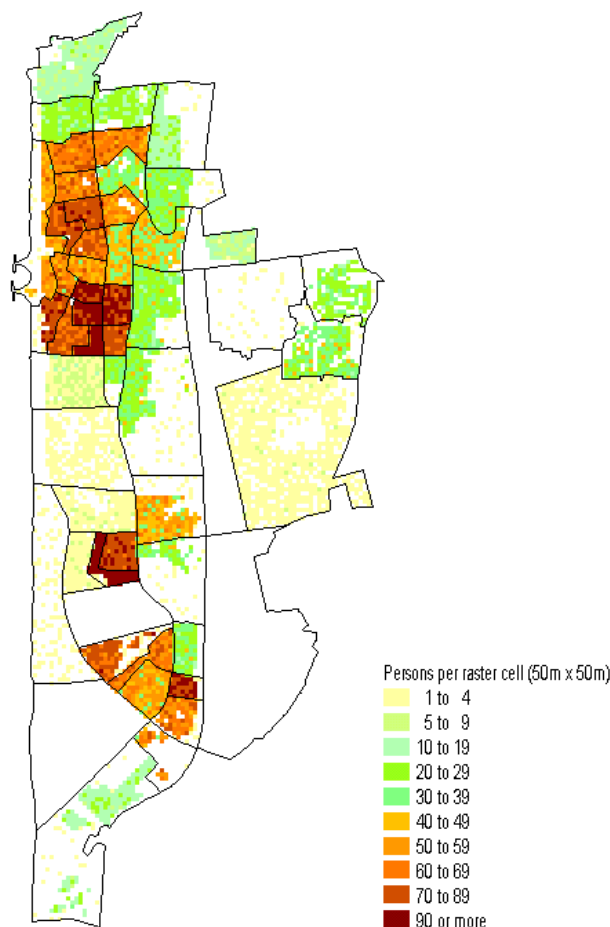 Persons per raster cell (50m x 50m)
1 to 4
5 to 9
10 to 19
20 to 29
30 to 39
40 to 49
50 to 59
60 to 69
70 to 89
90 or more